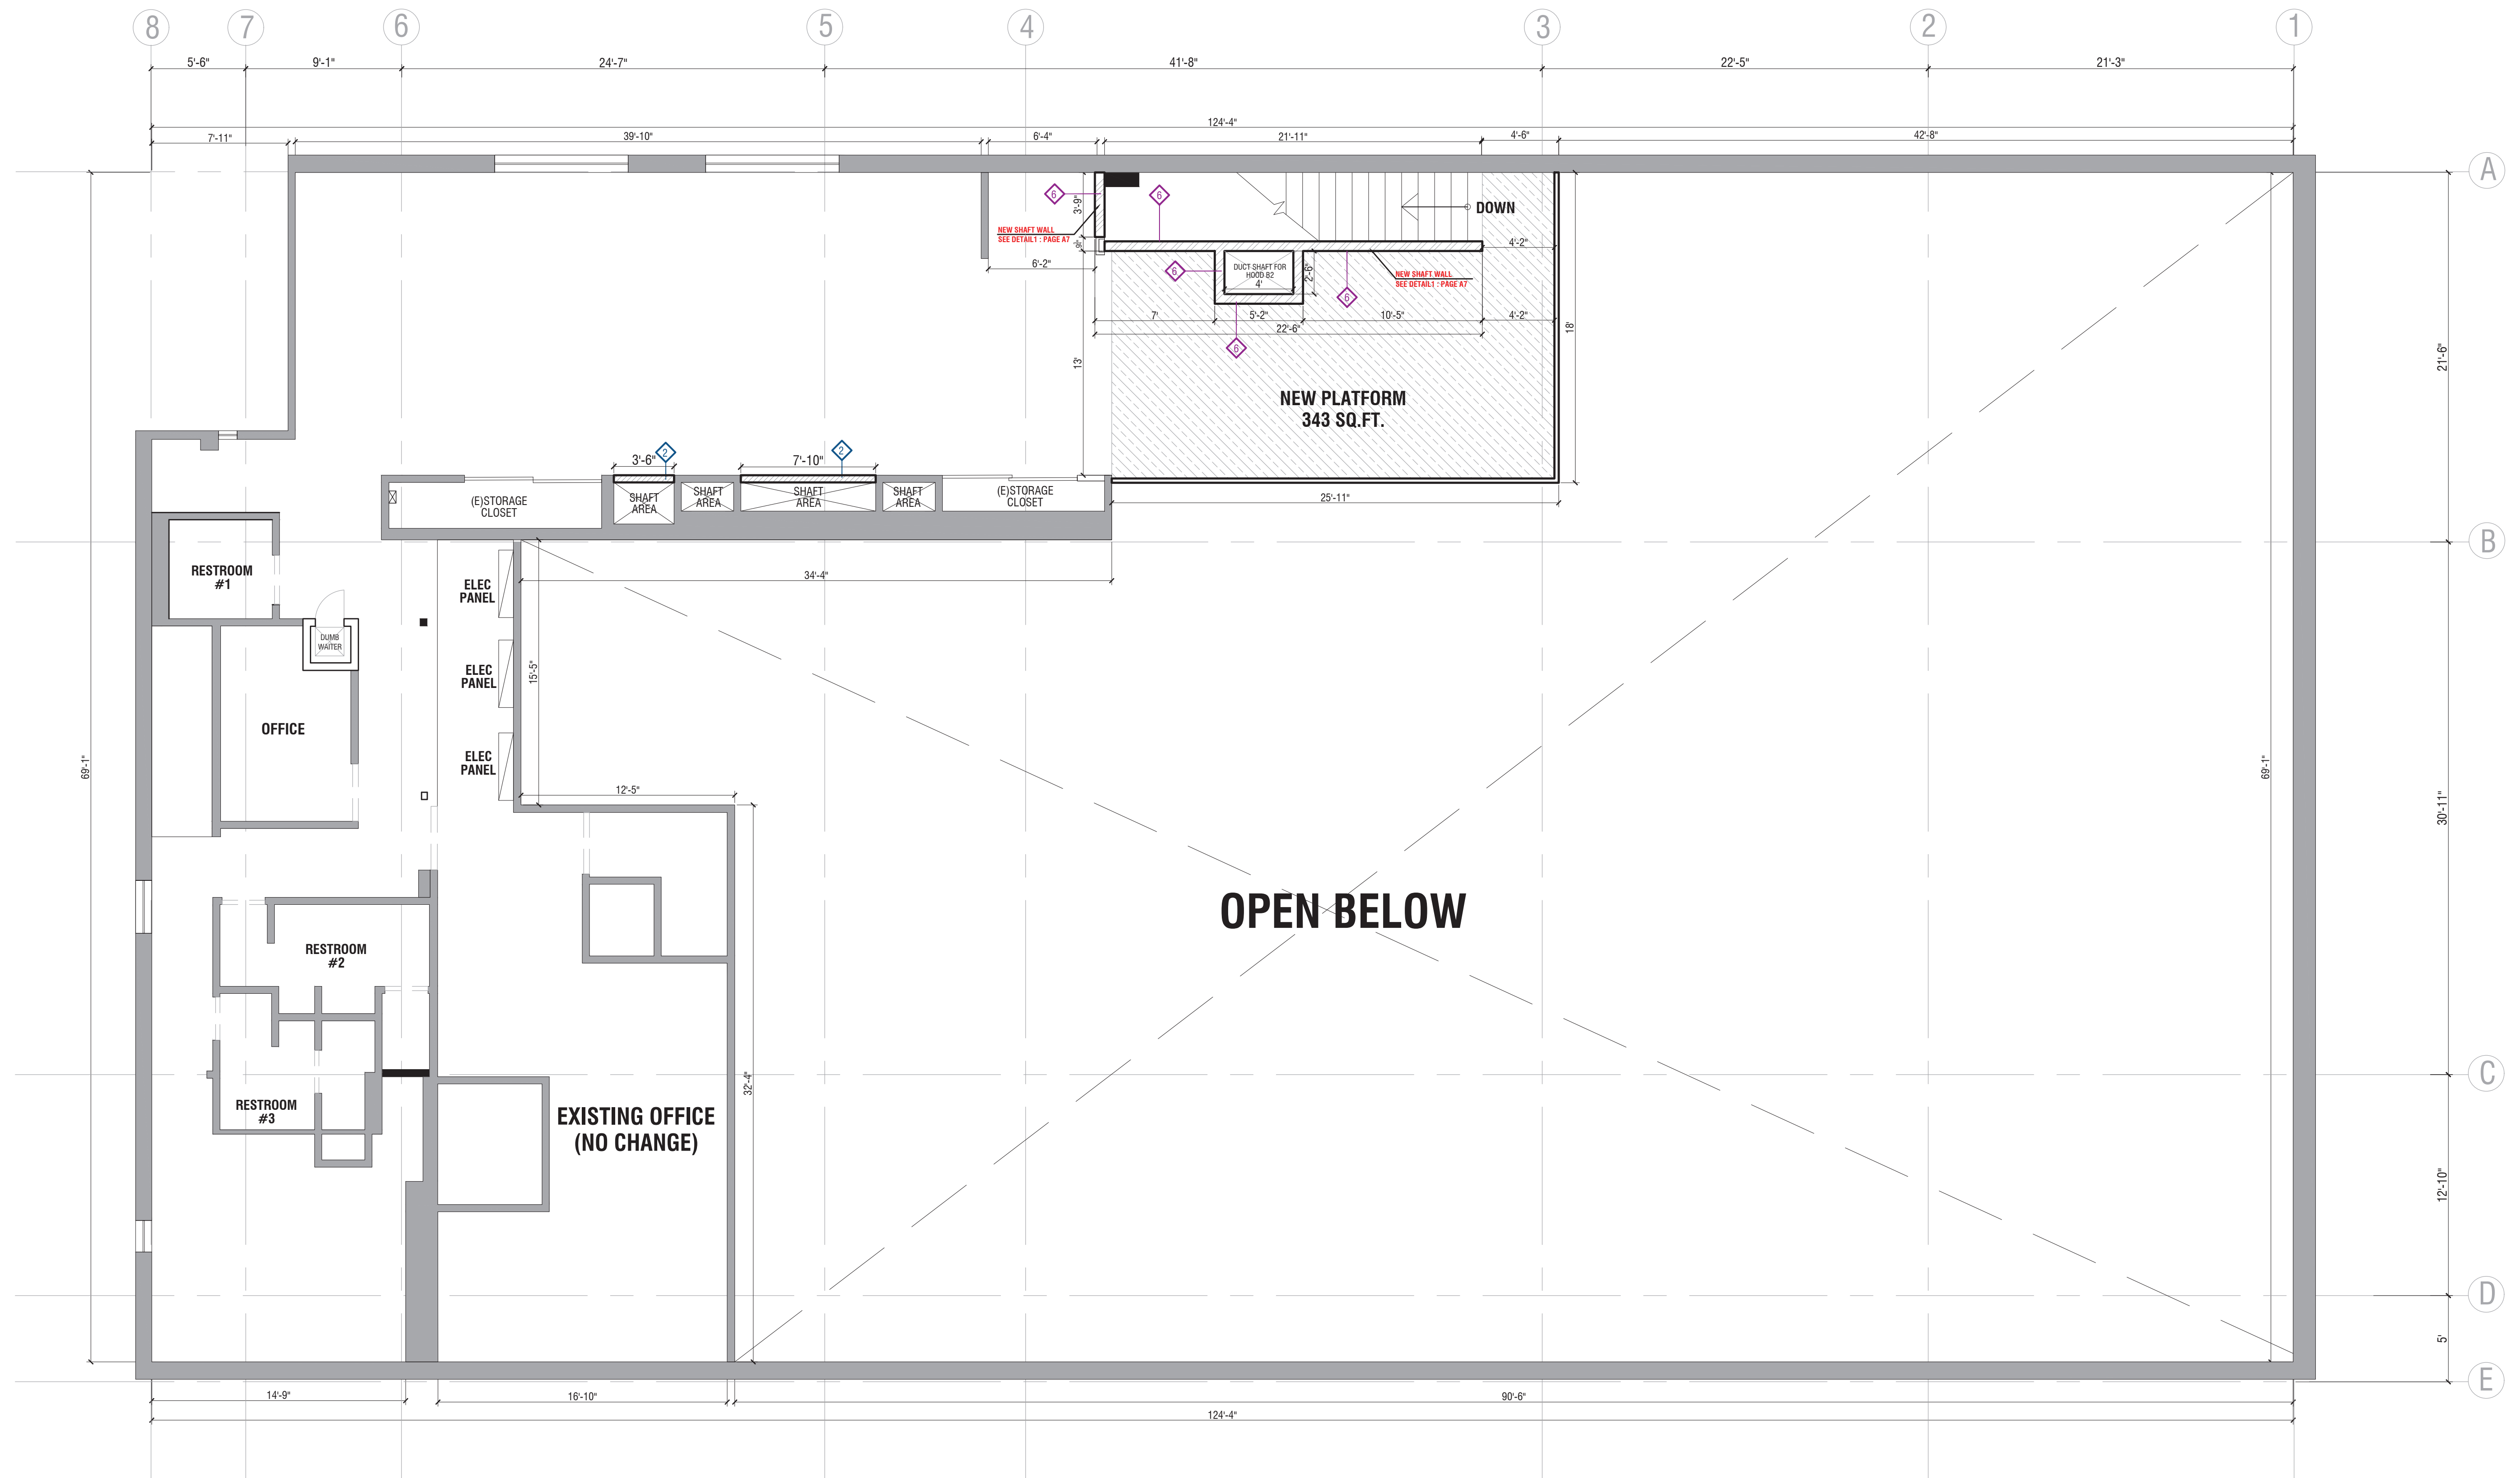 8 7 6 5 4 3 2 1
5'-6" 9'-1" 24'-7" 41'-8" 22'-5" 21'-3"
124'-4"
7'-11" 39'-10" 6'-4" 21'-11" 4'-6" 42'-8"
A
6 6
3'-9"
DOWN
NEW SHAFT WALL
SEE DETAIL1 : PAGE A7
4'-2"
6'-2"
6
DUCT SHAFT FOR
HOOD B2
4'
2'-6"
NEW SHAFT WALL
SEE DETAIL1 : PAGE A7
6
7' 5'-2" 10'-5" 4'-2"
22'-6"
18'
6
13'
21'-6"
NEW PLATFORM
343 SQ.FT.
2 2
3'-6" 7'-10"
(E)STORAGE
CLOSET
SHAFT
AREA
SHAFT
AREA
SHAFT
AREA
SHAFT
AREA
(E)STORAGE
CLOSET
25'-11"
B
RESTROOM
#1
ELEC
PANEL
34'-4"
DUMB
WAITER
15'-5"
ELEC
PANEL
OFFICE
ELEC
PANEL
69'-1"
69'-1"
12'-5"
30'-11"
OPEN BELOW
RESTROOM
#2
C
32'-4"
RESTROOM
#3
EXISTING OFFICE
(NO CHANGE)
12'-10"
D
5'
E
14'-9" 16'-10" 90'-6"
124'-4"